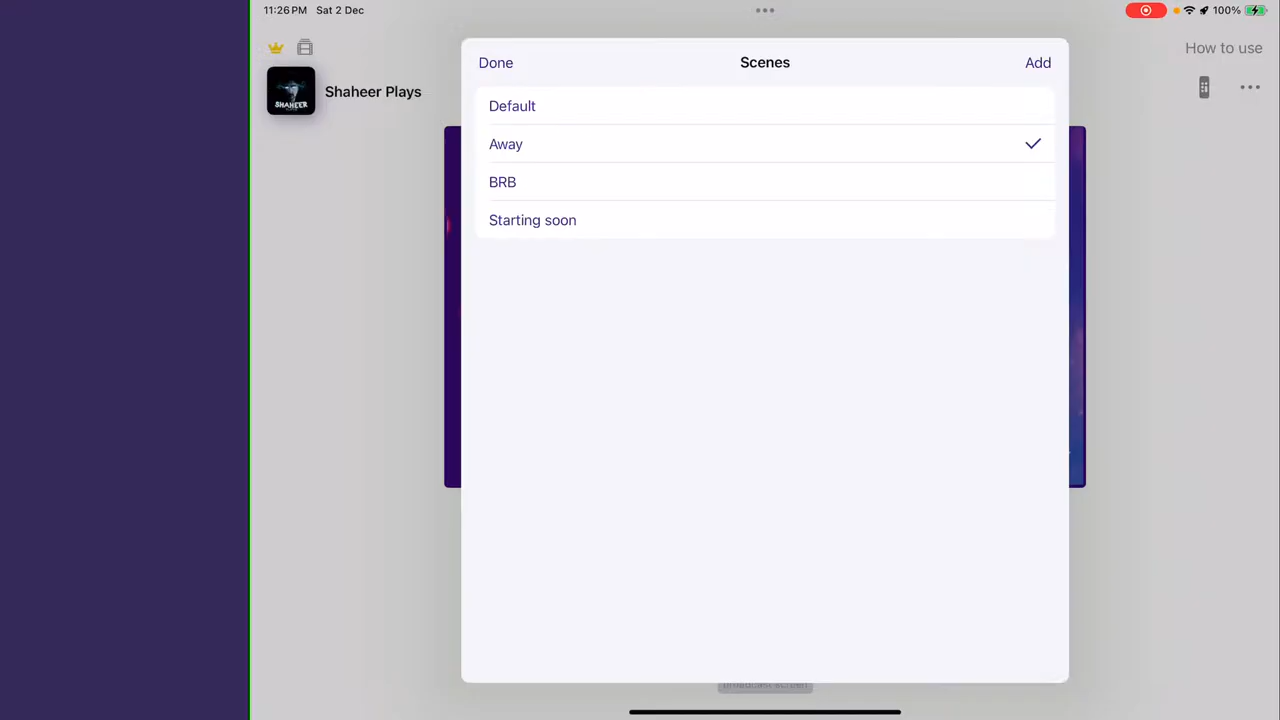 11:26 PM Sat 2 Dec
100%
How to use
SHAHEER
Shaheer Plays
Done
Scenes
Add
Default
Away
BRB
Starting soon